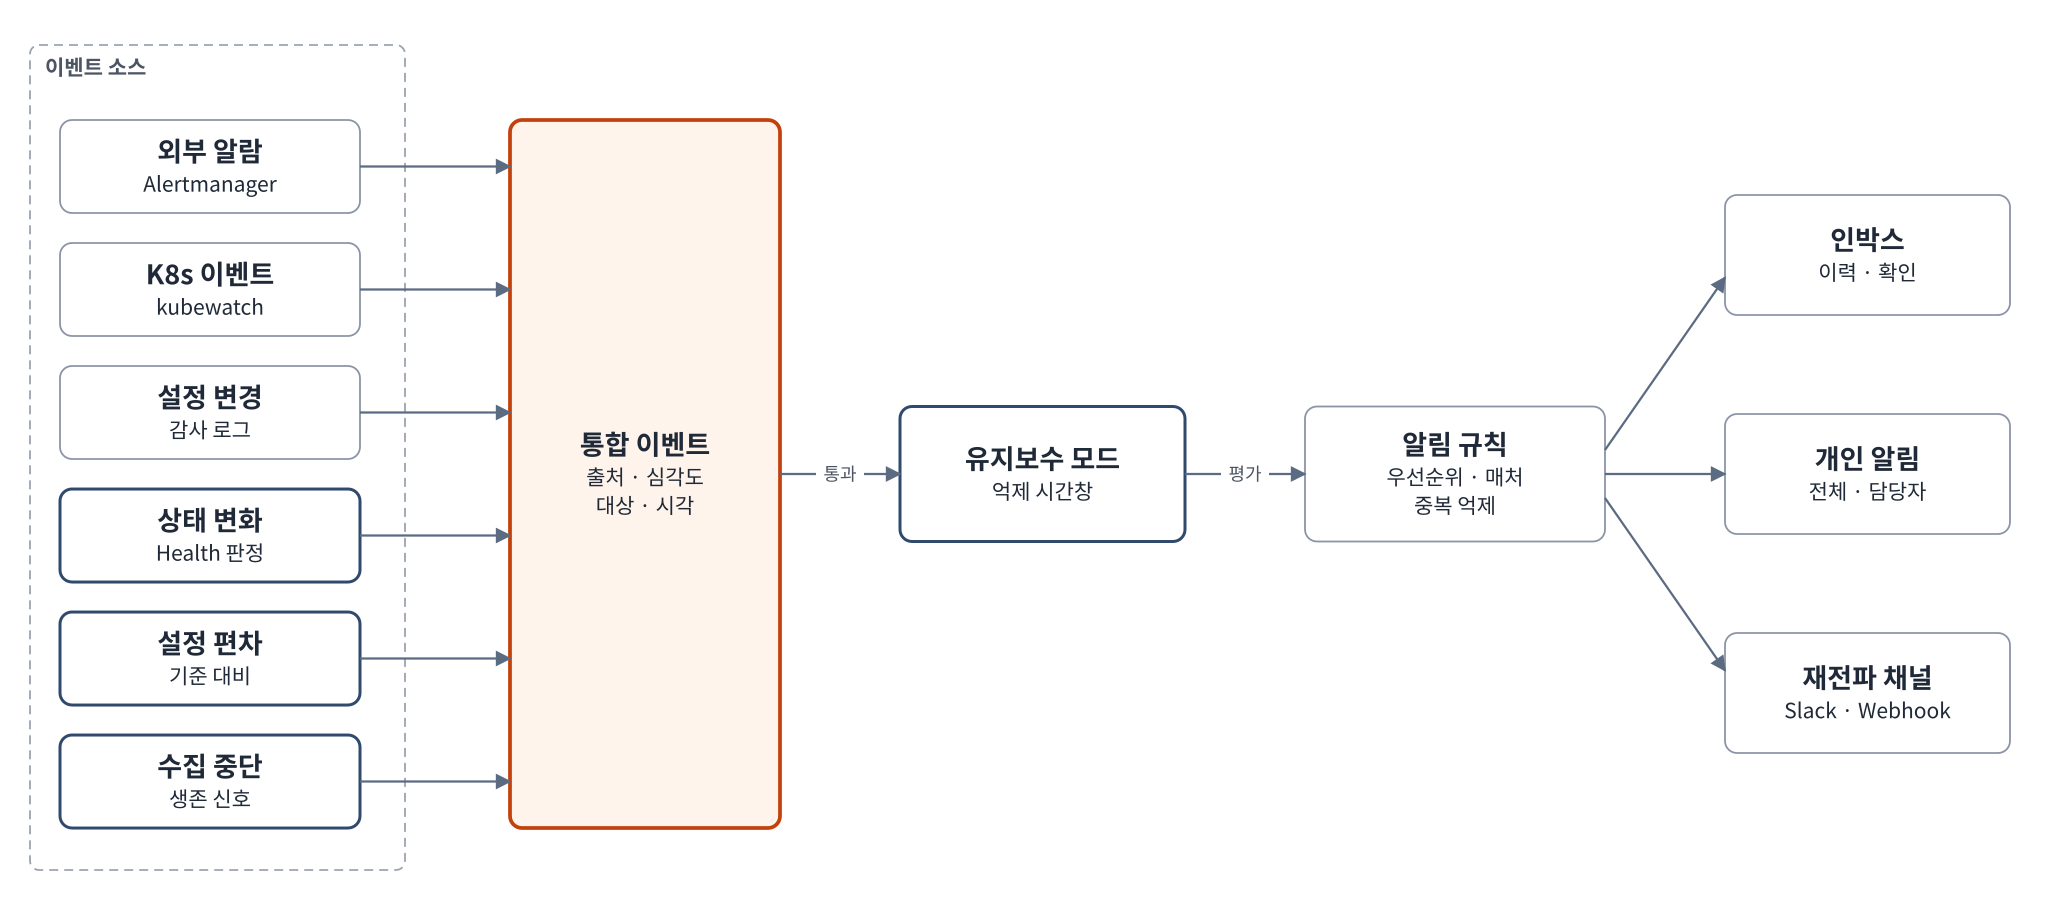 이벤트 소스
외부 알람
Alertmanager
K8s 이벤트
kubewatch
설정 변경
감사 로그
상태 변화
Health 판정
설정 편차
기준 대비
수집 중단
생존 신호
통합 이벤트
출처 · 심각도
대상 · 시각
통과
유지보수 모드
억제 시간창
평가
알림 규칙
우선순위 · 매처
중복 억제
인박스
이력 · 확인
개인 알림
전체 · 담당자
재전파 채널
Slack · Webhook